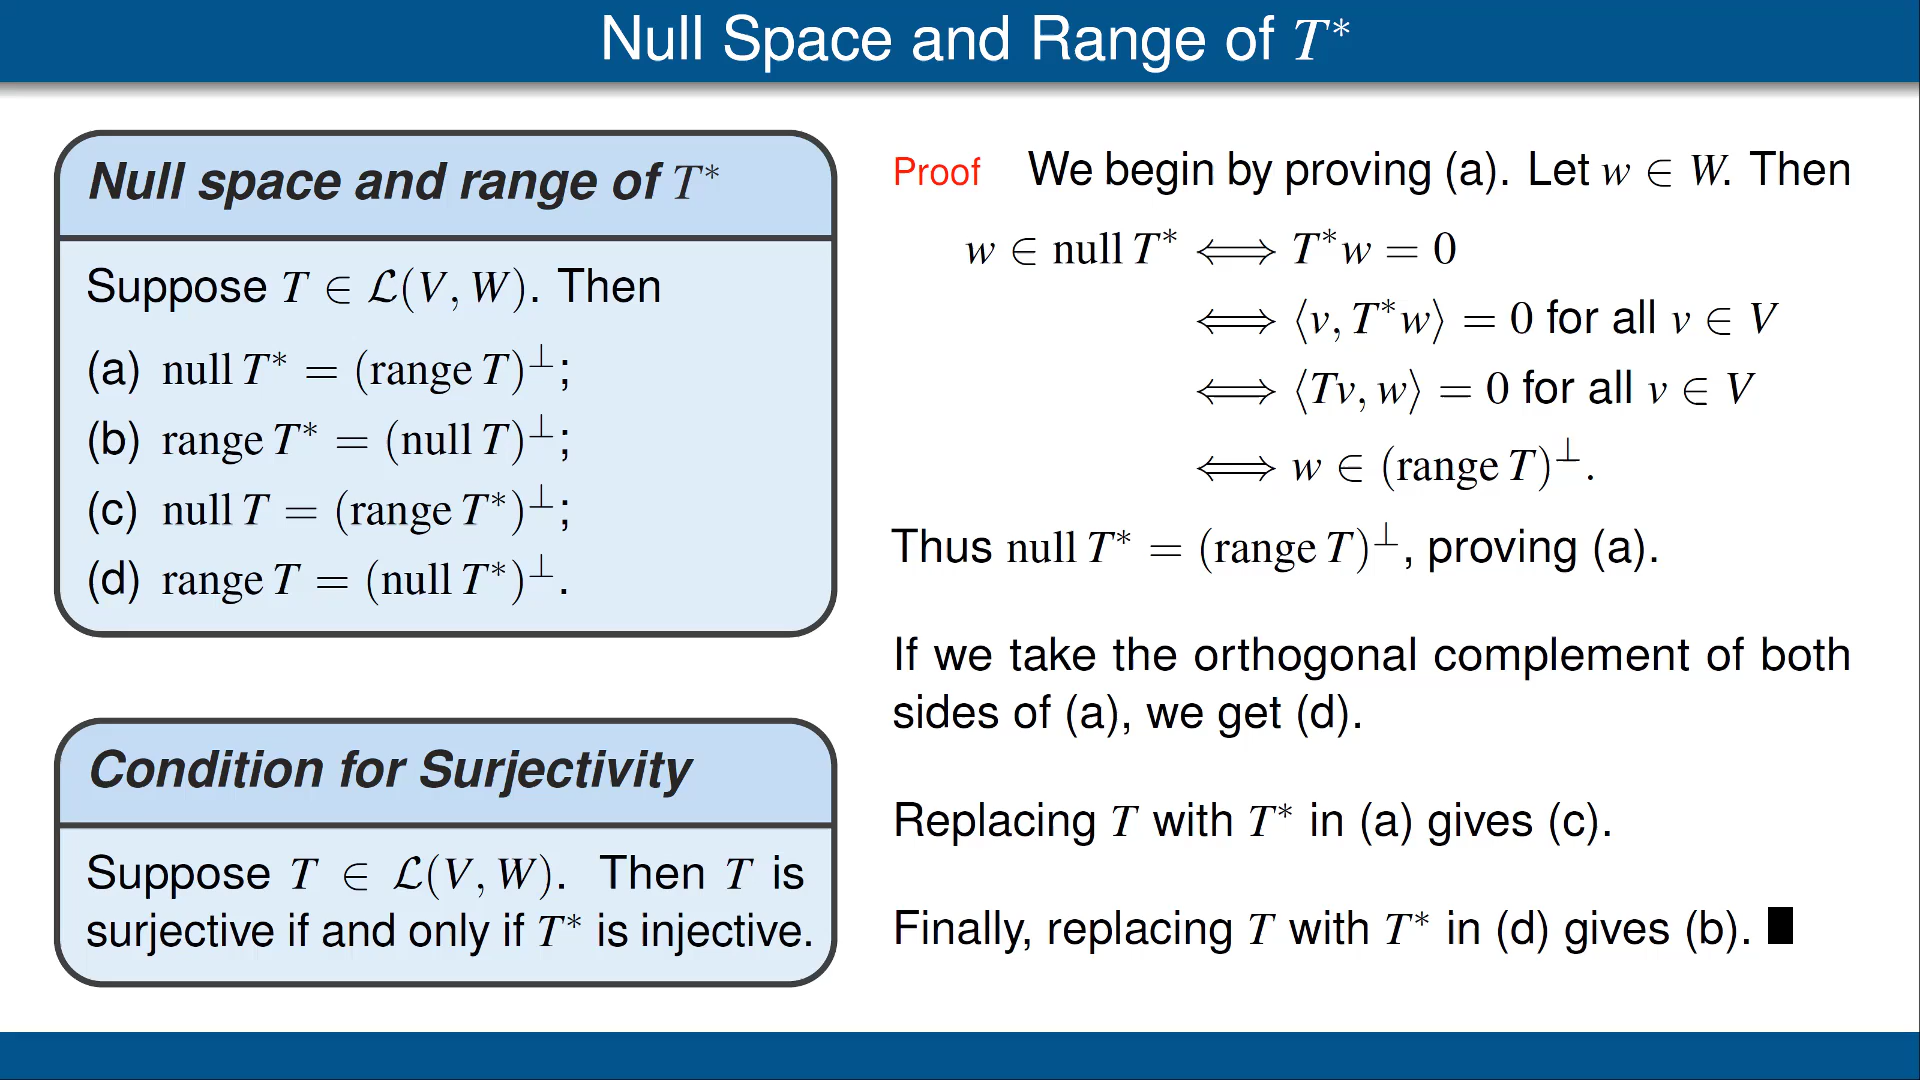 Null Space and Range of T*
Null space and range of T*
Suppose T ∈ ℒ(V, W). Then
(a) null T* = (range T)⊥;
(b) range T* = (null T)⊥;
(c) null T = (range T*)⊥;
(d) range T = (null T*)⊥.
Condition for Surjectivity
Suppose T ∈ ℒ(V, W). Then T is
surjective if and only if T* is injective.
Proof We begin by proving (a). Let w ∈ W. Then
w ∈ null T* ⟺ T*w = 0
⟺ ⟨v, T*w⟩ = 0 for all v ∈ V
⟺ ⟨Tv, w⟩ = 0 for all v ∈ V
⟺ w ∈ (range T)⊥.
Thus null T* = (range T)⊥, proving (a).
If we take the orthogonal complement of both
sides of (a), we get (d).
Replacing T with T* in (a) gives (c).
Finally, replacing T with T* in (d) gives (b). ■